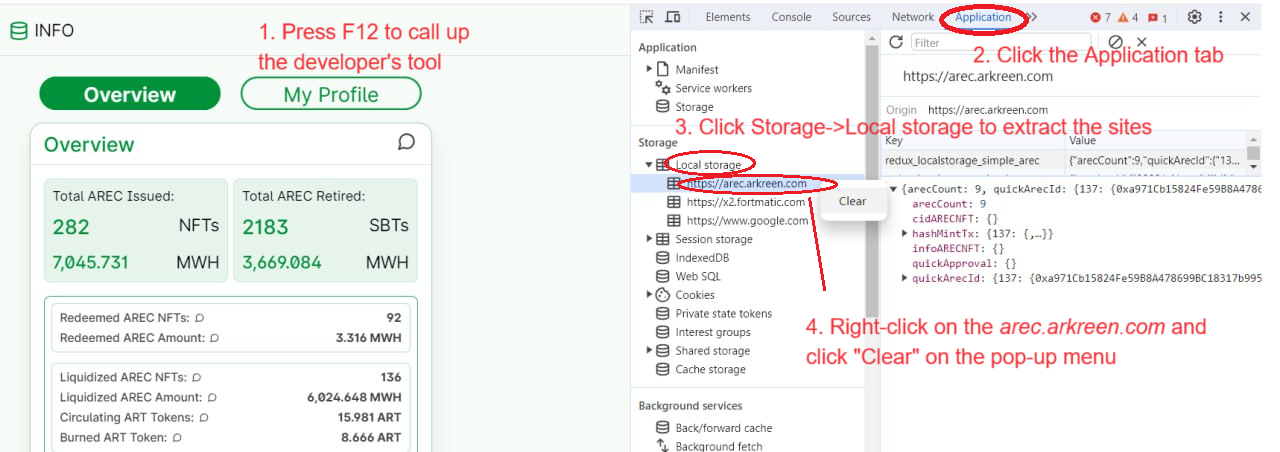 INFO
1. Press F12 to call up
the developer's tool
Overview
My Profile
Overview
Total AREC Issued:
282 NFTs
7,045.731 MWH
Total AREC Retired:
2183 SBTs
3,669.084 MWH
Redeemed AREC NFTs: 92
Redeemed AREC Amount: 3.316 MWH
Liquidized AREC NFTs: 136
Liquidized AREC Amount: 6,024.648 MWH
Circulating ART Tokens: 15.981 ART
Burned ART Token: 8.666 ART
Elements Console Sources Network Application 7 4 1
2. Click the Application tab
Application
Manifest
Service workers
Storage
3. Click Storage->Local storage to extract the sites
Storage
Local storage
https://arec.arkreen.com
https://x2.fortmatic.com
https://www.google.com
Clear
Session storage
IndexedDB
Web SQL
Cookies
Private state tokens
Interest groups
Shared storage
Cache storage
Background services
Back/forward cache
Background fetch
Filter
https://arec.arkreen.com
Origin https://arec.arkreen.com
Key Value
redux_localstorage_simple_arec {"arecCount":9,"quickArecId":{"13...
{arecCount: 9, quickArecId: {137: {0xa971Cb15824Fe59B8A4786
arecCount: 9
cidARECNFT: {}
hashMintTx: {137: {,…}}
infoARECNFT: {}
quickApproval: {}
quickArecId: {137: {0xa971Cb15824Fe59B8A478699BC18317b995
4. Right-click on the arec.arkreen.com and
click "Clear" on the pop-up menu